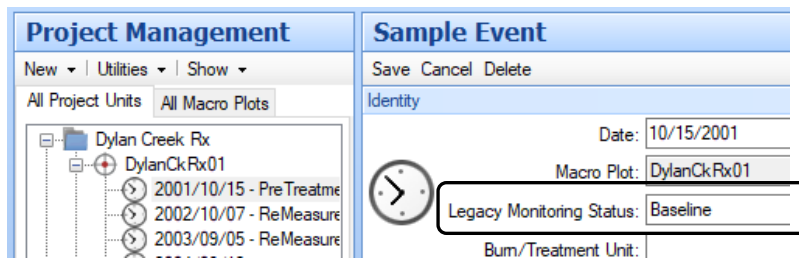 Project Management
New Utilities Show
All Project Units All Macro Plots
Dylan Creek Rx
DylanCkRx01
2001/10/15 - PreTreatme
2002/10/07 - ReMeasure
2003/09/05 - ReMeasure
Sample Event
Save Cancel Delete
Identity
Date: 10/15/2001
Macro Plot: DylanCkRx01
Legacy Monitoring Status: Baseline
Burn/Treatment Unit: